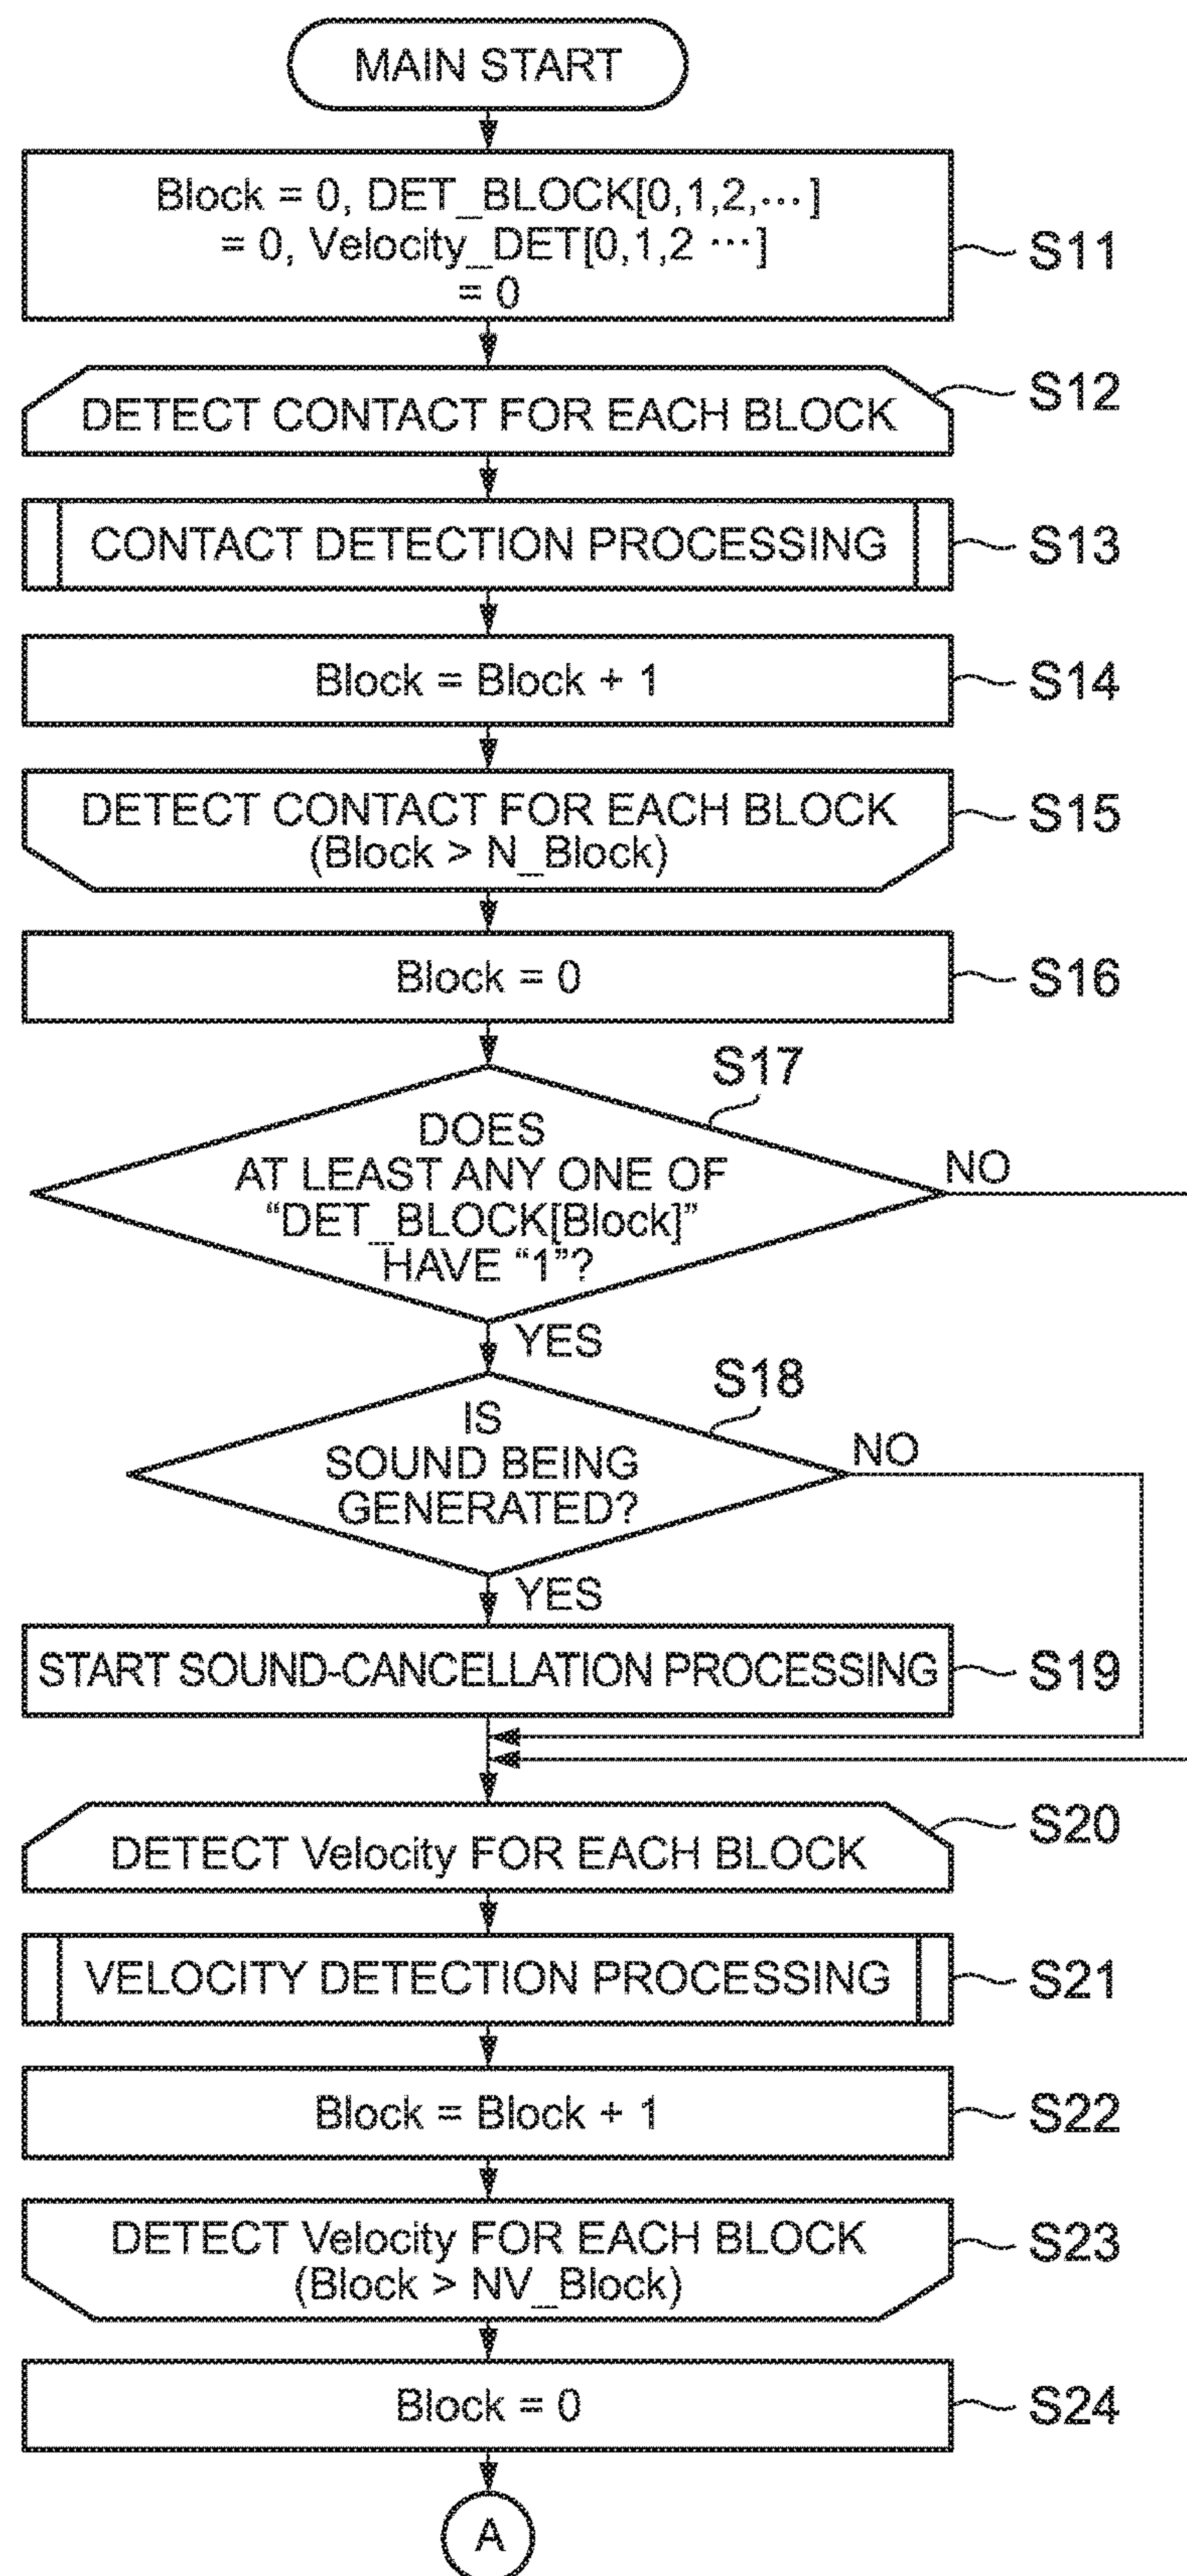 MAIN START
Block = 0, DET_BLOCK[0,1,2,⋯]
= 0, Velocity_DET[0,1,2 ⋯]
= 0
S11
DETECT CONTACT FOR EACH BLOCK
S12
CONTACT DETECTION PROCESSING
S13
Block = Block + 1
S14
DETECT CONTACT FOR EACH BLOCK
(Block > N_Block)
S15
Block = 0
S16
S17
DOES
AT LEAST ANY ONE OF
“DET_BLOCK[Block]”
HAVE “1”?
NO
YES
S18
IS
SOUND BEING
GENERATED?
NO
YES
START SOUND-CANCELLATION PROCESSING
S19
DETECT Velocity FOR EACH BLOCK
S20
VELOCITY DETECTION PROCESSING
S21
Block = Block + 1
S22
DETECT Velocity FOR EACH BLOCK
(Block > NV_Block)
S23
Block = 0
S24
A